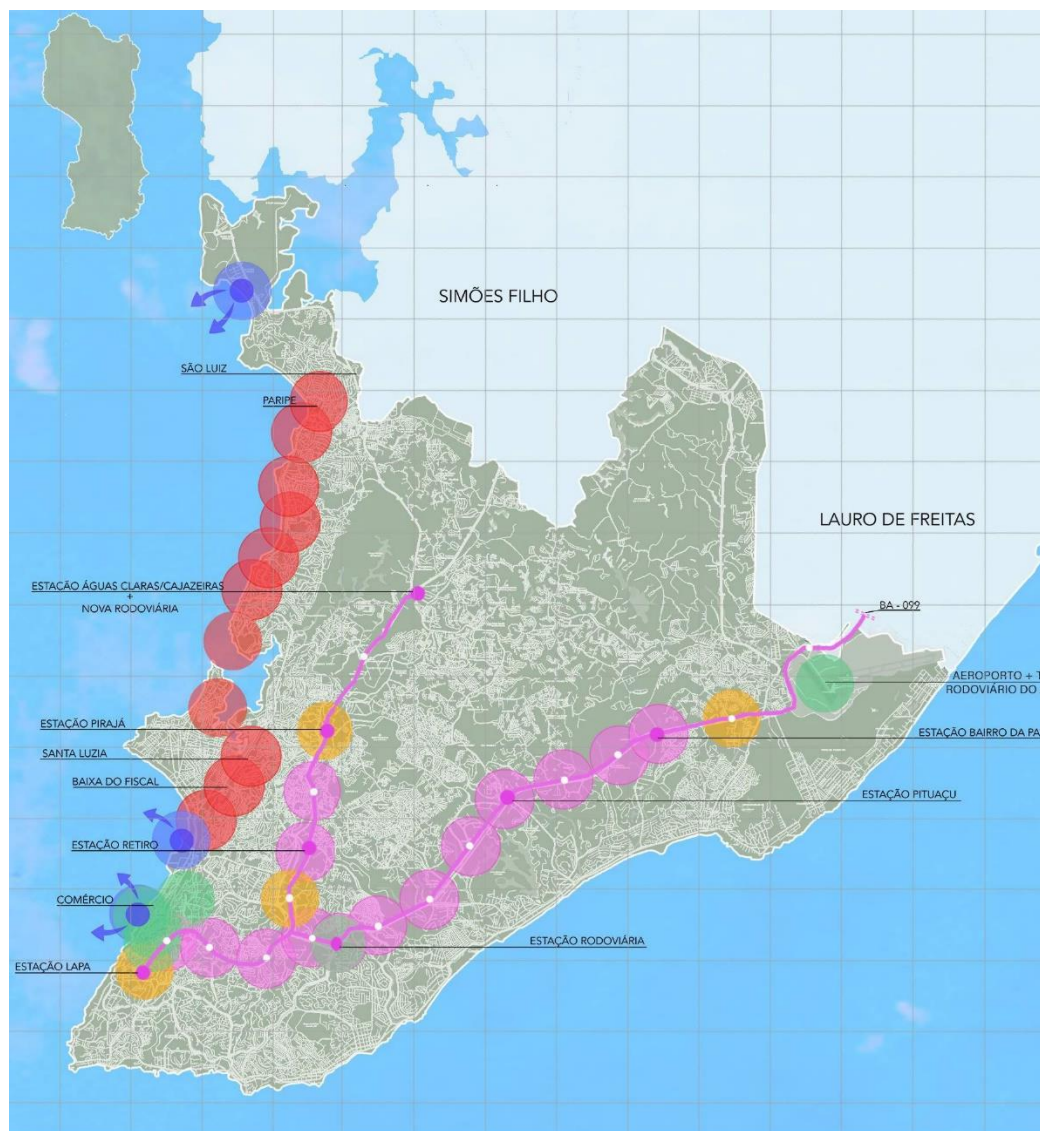 SIMÕES FILHO
SÃO LUIZ
PARIPE
LAURO DE FREITAS
ESTAÇÃO ÁGUAS CLARAS/CAJAZEIRAS
+
NOVA RODOVIÁRIA
BA - 099
AEROPORTO + T
RODOVIÁRIO DO
ESTAÇÃO PIRAJÁ
ESTAÇÃO BAIRRO DA PA
SANTA LUZIA
BAIXA DO FISCAL
ESTAÇÃO PITUAÇU
ESTAÇÃO RETIRO
COMÉRCIO
ESTAÇÃO RODOVIÁRIA
ESTAÇÃO LAPA